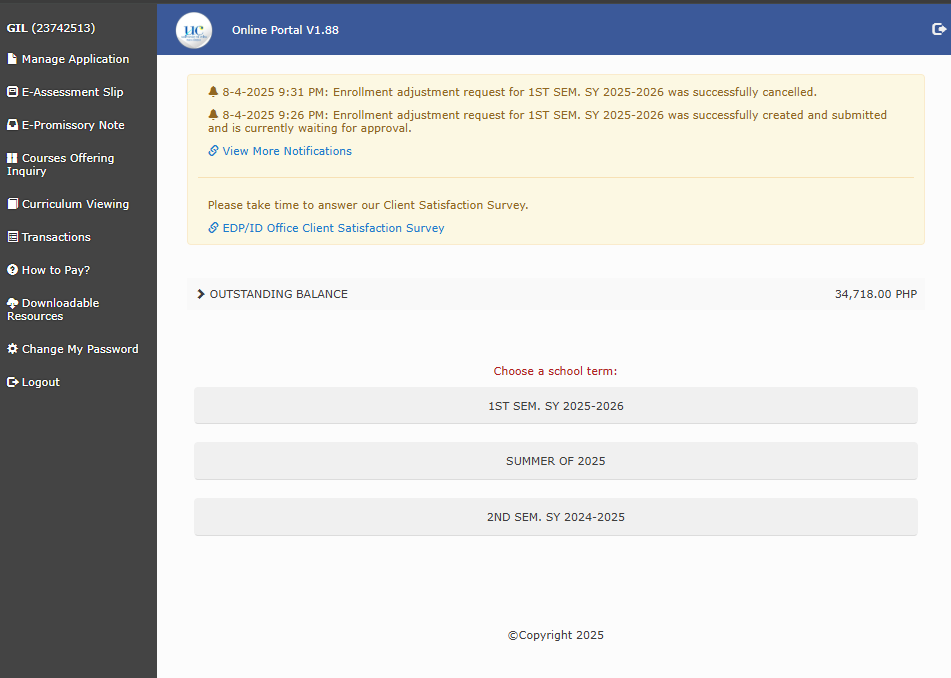 GIL (23742513)
Manage Application
E-Assessment Slip
E-Promissory Note
Courses Offering
Inquiry
Curriculum Viewing
Transactions
How to Pay?
Downloadable
Resources
Change My Password
Logout
UC
Online Portal V1.88
8-4-2025 9:31 PM: Enrollment adjustment request for 1ST SEM. SY 2025-2026 was successfully cancelled.
8-4-2025 9:26 PM: Enrollment adjustment request for 1ST SEM. SY 2025-2026 was successfully created and submitted
and is currently waiting for approval.
View More Notifications
Please take time to answer our Client Satisfaction Survey.
EDP/ID Office Client Satisfaction Survey
OUTSTANDING BALANCE 34,718.00 PHP
Choose a school term:
1ST SEM. SY 2025-2026
SUMMER OF 2025
2ND SEM. SY 2024-2025
©Copyright 2025